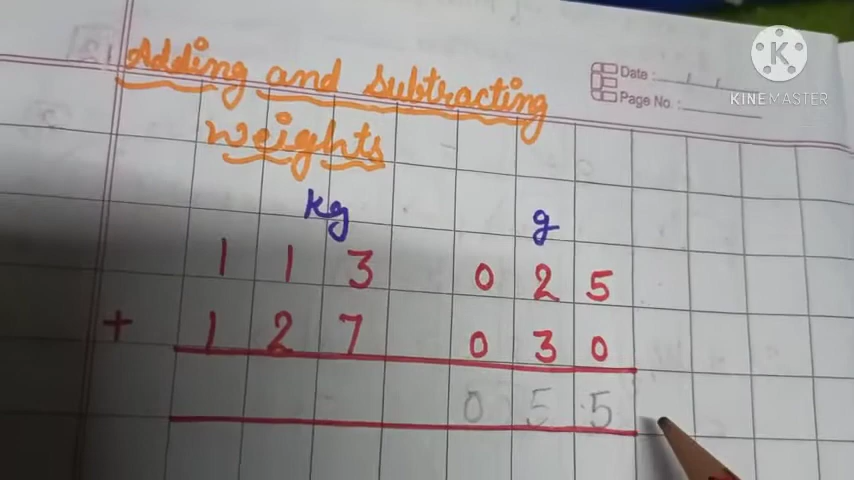 Adding and subtracting
weights
Date :
Page No. :
K
KINEMASTER
kg g
1 1 3 0 2 5
+ 1 2 7 0 3 0
0 5 5